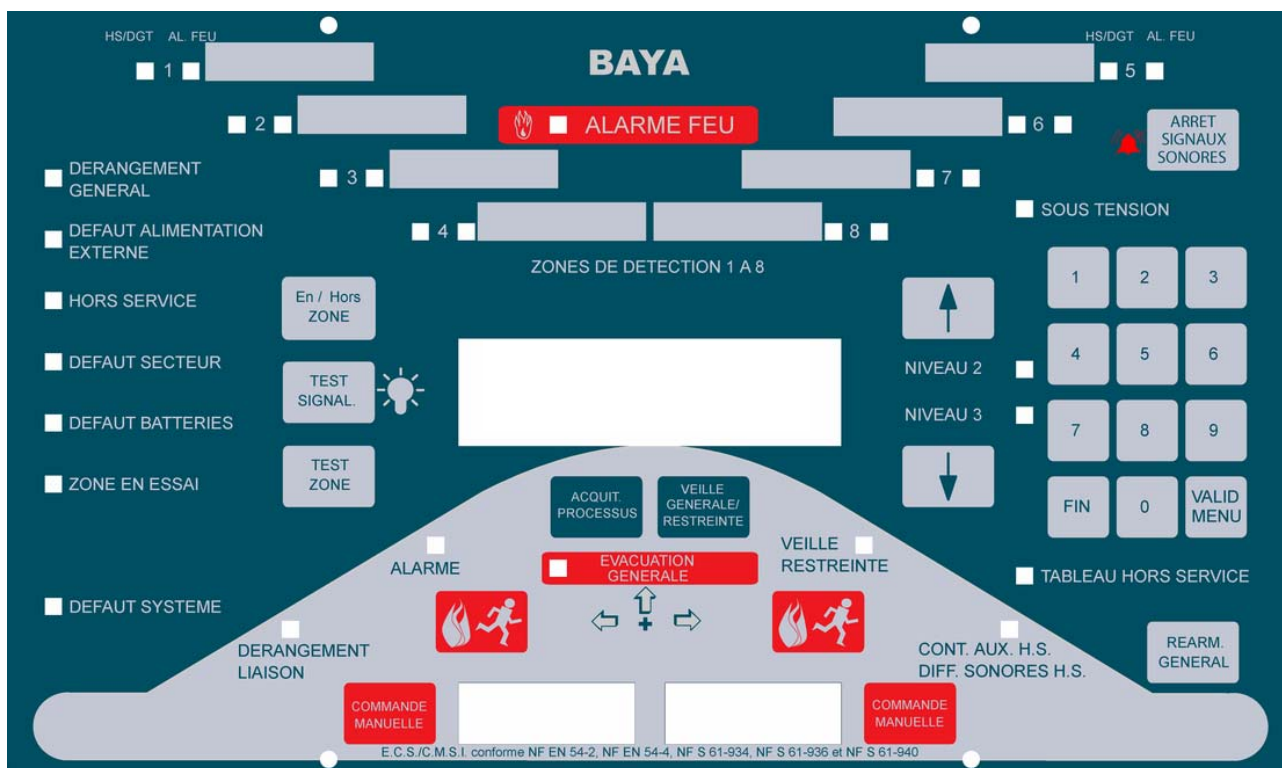 HS/DGT AL. FEU
1
BAYA
HS/DGT AL. FEU
5
2
ALARME FEU
6
ARRET
SIGNAUX
SONORES
DERANGEMENT
GENERAL
3
7
SOUS TENSION
DEFAUT ALIMENTATION
EXTERNE
4
8
ZONES DE DETECTION 1 A 8
HORS SERVICE
En / Hors
ZONE
1
2
3
DEFAUT SECTEUR
TEST
SIGNAL.
NIVEAU 2
4
5
6
DEFAUT BATTERIES
NIVEAU 3
7
8
9
ZONE EN ESSAI
TEST
ZONE
ACQUIT.
PROCESSUS
VEILLE
GENERALE/
RESTREINTE
FIN
0
VALID
MENU
ALARME
EVACUATION
GENERALE
VEILLE
RESTREINTE
TABLEAU HORS SERVICE
DEFAUT SYSTEME
DERANGEMENT
LIAISON
CONT. AUX. H.S.
DIFF. SONORES H.S.
REARM.
GENERAL
COMMANDE
MANUELLE
COMMANDE
MANUELLE
E.C.S./C.M.S.I. conforme NF EN 54-2, NF EN 54-4, NF S 61-934, NF S 61-936 et NF S 61-940